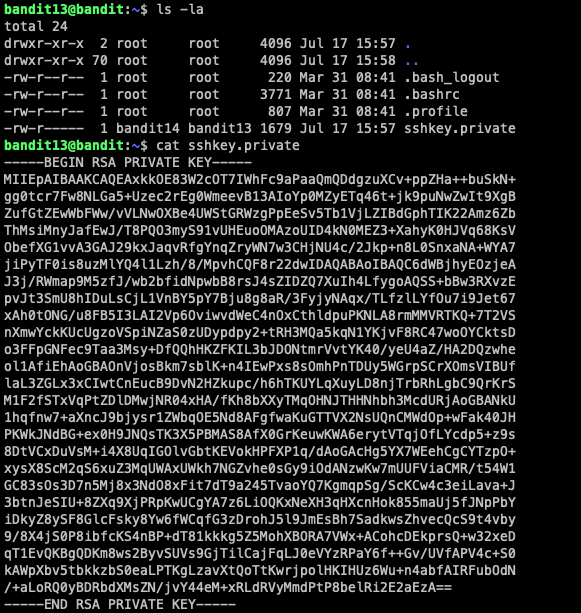 bandit13@bandit:~$ ls -la
total 24
drwxr-xr-x  2 root     root     4096 Jul 17 15:57 .
drwxr-xr-x 70 root     root     4096 Jul 17 15:58 ..
-rw-r--r--  1 root     root      220 Mar 31 08:41 .bash_logout
-rw-r--r--  1 root     root     3771 Mar 31 08:41 .bashrc
-rw-r--r--  1 root     root      807 Mar 31 08:41 .profile
-rw-r-----  1 bandit14 bandit13 1679 Jul 17 15:57 sshkey.private
bandit13@bandit:~$ cat sshkey.private
-----BEGIN RSA PRIVATE KEY-----
MIIEpAIBAAKCAQEAxkkOE83W2cOT7IWhFc9aPaaQmQDdgzuXCv+ppZHa++buSkN+
gg0tcr7Fw8NLGa5+Uzec2rEg0WmeevB13AIoYp0MZyETq46t+jk9puNwZwIt9XgB
ZufGtZEwWbFWw/vVLNwOXBe4UWStGRWzgPpEeSv5Tb1VjLZIBdGphTIK22Amz6Zb
ThMsiMnyJafEwJ/T8PQO3myS91vUHEuoOMAzoUID4kN0MEZ3+XahyK0HJVq68KsV
ObefXG1vvA3GAJ29kxJaqvRfgYnqZryWN7w3CHjNU4c/2Jkp+n8L0SnxaNA+WYA7
jiPyTF0is8uzMlYQ4l1Lzh/8/MpvhCQF8r22dwIDAQABAoIBAQC6dWBjhyEOzjeA
J3j/RWmap9M5zfJ/wb2bfidNpwbB8rsJ4sZIDZQ7XuIh4LfygoAQSS+bBw3RXvzE
pvJt3SmU8hIDuLsCjL1VnBY5pY7Bju8g8aR/3FyjyNAqx/TLfzlLYfOu7i9Jet67
xAh0tONG/u8FB5I3LAI2Vp6OviwvdWeC4nOxCthldpuPKNLA8rmMMVRTKQ+7T2VS
nXmwYckKUcUgzoVSpiNZaS0zUDypdpy2+tRH3MQa5kqN1YKjvF8RC47woOYCktsD
o3FFpGNFec9Taa3Msy+DfQQhHKZFKIL3bJDONtmrVvtYK40/yeU4aZ/HA2DQzwhe
ol1AfiEhAoGBAOnVjosBkm7sblK+n4IEwPxs8sOmhPnTDUy5WGrpSCrXOmsVIBUf
laL3ZGLx3xCIwtCnEucB9DvN2HZkupc/h6hTKUYLqXuyLD8njTrbRhLgbC9QrKrS
M1F2fSTxVqPtZDlDMwjNR04xHA/fKh8bXXyTMqOHNJTHHNhbh3McdURjAoGBANkU
1hqfnw7+aXncJ9bjysr1ZWbqOE5Nd8AFgfwaKuGTTVX2NsUQnCMWdOp+wFak40JH
PKWkJNdBG+ex0H9JNQsTK3X5PBMAS8AfX0GrKeuwKWA6erytVTqjOfLYcdp5+z9s
8DtVCxDuVsM+i4X8UqIGOlvGbtKEVokHPFXP1q/dAoGAcHg5YX7WEehCgCYTzpO+
xysX8ScM2qS6xuZ3MqUWAxUWkh7NGZvhe0sGy9iOdANzwKw7mUUFViaCMR/t54W1
GC83sOs3D7n5Mj8x3NdO8xFit7dT9a245TvaoYQ7KgmqpSg/ScKCw4c3eiLava+J
3btnJeSIU+8ZXq9XjPRpKwUCgYA7z6LiOQKxNeXH3qHXcnHok855maUj5fJNpPbY
iDkyZ8ySF8GlcFsky8Yw6fWCqfG3zDrohJ5l9JmEsBh7SadkwsZhvecQcS9t4vby
9/8X4jS0P8ibfcKS4nBP+dT81kkkg5Z5MohXBORA7VWx+ACohcDEkprsQ+w32xeD
qT1EvQKBgQDKm8ws2ByvSUVs9GjTilCajFqLJ0eVYzRPaY6f++Gv/UVfAPV4c+S0
kAWpXbv5tbkkzbS0eaLPTKgLzavXtQoTtKwrjpolHKIHUz6Wu+n4abfAIRFubOdN
/+aLoRQ0yBDRbdXMsZN/jvY44eM+xRLdRVyMmdPtP8belRi2E2aEzA==
-----END RSA PRIVATE KEY-----